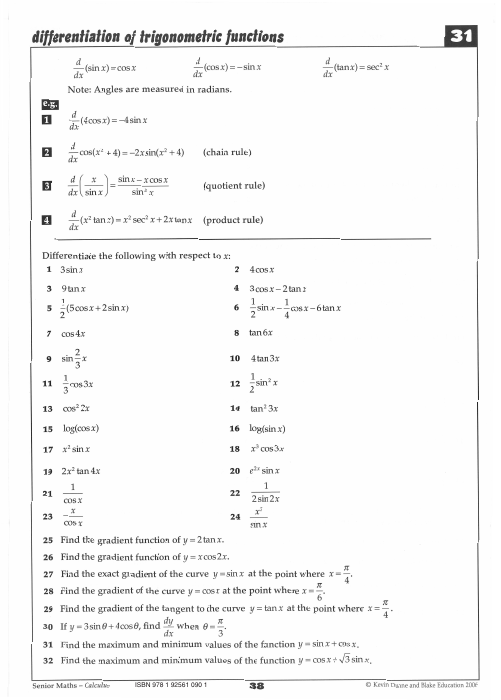 differentiation of trigonometric functions 31
d/dx (sin x) = cos x d/dx (cos x) = −sin x d/dx (tan x) = sec² x
Note: Angles are measured in radians.
e.g.
1 d/dx (4cos x) = −4 sin x
2 d/dx cos(x² + 4) = −2x sin(x² + 4) (chain rule)
3 d/dx (x/sin x) = (sin x − x cos x)/sin² x (quotient rule)
4 d/dx (x² tan x) = x² sec² x + 2x tan x (product rule)
Differentiate the following with respect to x:
1 3 sin x 2 4 cos x
3 9 tan x 4 3 cos x − 2 tan x
5 1/2 (5 cos x + 2 sin x) 6 1/2 sin x − 1/4 cos x − 6 tan x
7 cos 4x 8 tan 6x
9 sin 2/3 x 10 4 tan 3x
11 1/3 cos 3x 12 1/2 sin² x
13 cos² 2x 14 tan² 3x
15 log(cos x) 16 log(sin x)
17 x² sin x 18 x³ cos 3x
19 2x² tan 4x 20 e²ˣ sin x
21 1/cos x 22 1/(2 sin 2x)
23 −x/cos x 24 /sin x
25 Find the gradient function of y = 2 tan x.
26 Find the gradient function of y = x cos 2x.
27 Find the exact gradient of the curve y = sin x at the point where x = π/4.
28 Find the gradient of the curve y = cos x at the point where x = π/6.
29 Find the gradient of the tangent to the curve y = tan x at the point where x = π/4.
30 If y = 3 sin θ + 4 cos θ, find dy/dx when θ = π/3.
31 Find the maximum and minimum values of the function y = sin x + cos x.
32 Find the maximum and minimum values of the function y = cos x + √3 sin x.
Senior Maths – Calculus ISBN 978 1 92561 090 1 38 © Kevin and Blake Education 2006